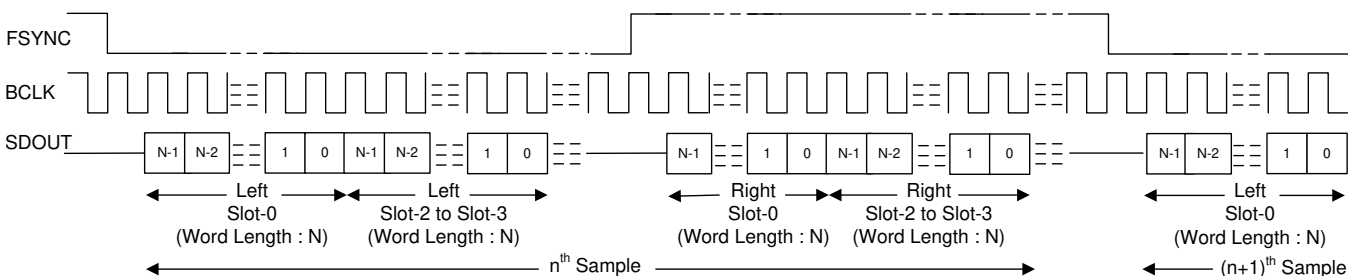 FSYNC
BCLK
SDOUT
N-1 N-2 1 0 N-1 N-2 1 0 N-1 1 0 N-1 N-2 1 0 N-1 N-2 1 0
Left Left Right Right Left
Slot-0 Slot-2 to Slot-3 Slot-0 Slot-2 to Slot-3 Slot-0
(Word Length : N) (Word Length : N) (Word Length : N) (Word Length : N) (Word Length : N)
nth Sample (n+1)th Sample